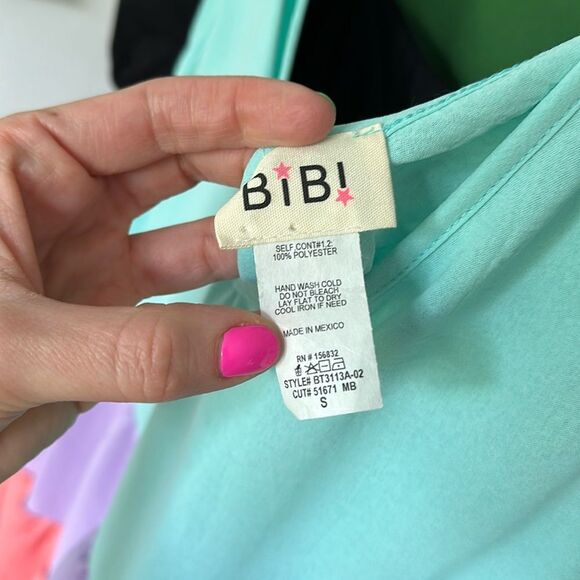 BiBi
SELF CONT#1,2:
100% POLYESTER
HAND WASH COLD
DO NOT BLEACH
LAY FLAT TO DRY
COOL IRON IF NEED
MADE IN MEXICO
RN # 156832
STYLE# BT3113A-02
CUT# 51671 MB
S